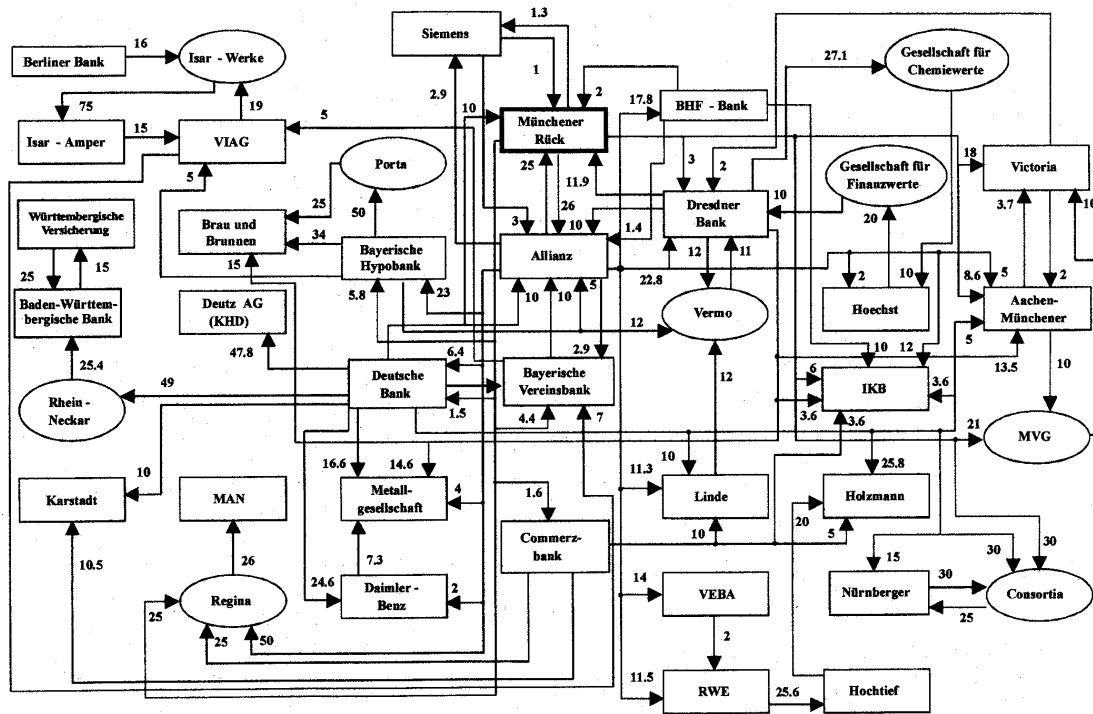 1.3
Siemens
16
Isar - Werke
Berliner Bank
Gesellschaft für
Chemiewerte
27.1
1
2.9
2
17.8
BHF - Bank
75
19
10
Münchener
Rück
5
Isar - Amper
15
VIAG
Porta
5
25
11.9
3
2
18
Victoria
Gesellschaft für
Finanzwerte
10
Württembergische
Versicherung
25
50
Brau und
Brunnen
34
Bayerische
Hypobank
15
3
26
10
Dresdner
Bank
1.4
20
3.7
10
25
15
Allianz
22.8
12
11
2
10
8.6
5
2
Baden-Württem-
bergische Bank
Deutz AG
(KHD)
5.8
23
10
10
5
Vermo
Hoechst
Aachen-
Münchener
12
47.8
6.4
2.9
10
12
5
13.5
10
25.4
Deutsche
Bank
Bayerische
Vereinsbank
12
6
IKB
3.6
49
1.5
4.4
7
3.6
3.6
Rhein -
Neckar
21
MVG
10
16.6
14.6
10
25.8
11.3
Karstadt
MAN
Metall-
gesellschaft
4
1.6
Linde
Holzmann
20
Commerz-
bank
10
5
30
10.5
26
7.3
15
30
24.6
Daimler -
Benz
2
14
VEBA
Nürnberger
30
Consortia
25
Regina
25
25
50
2
11.5
RWE
25.6
Hochtief